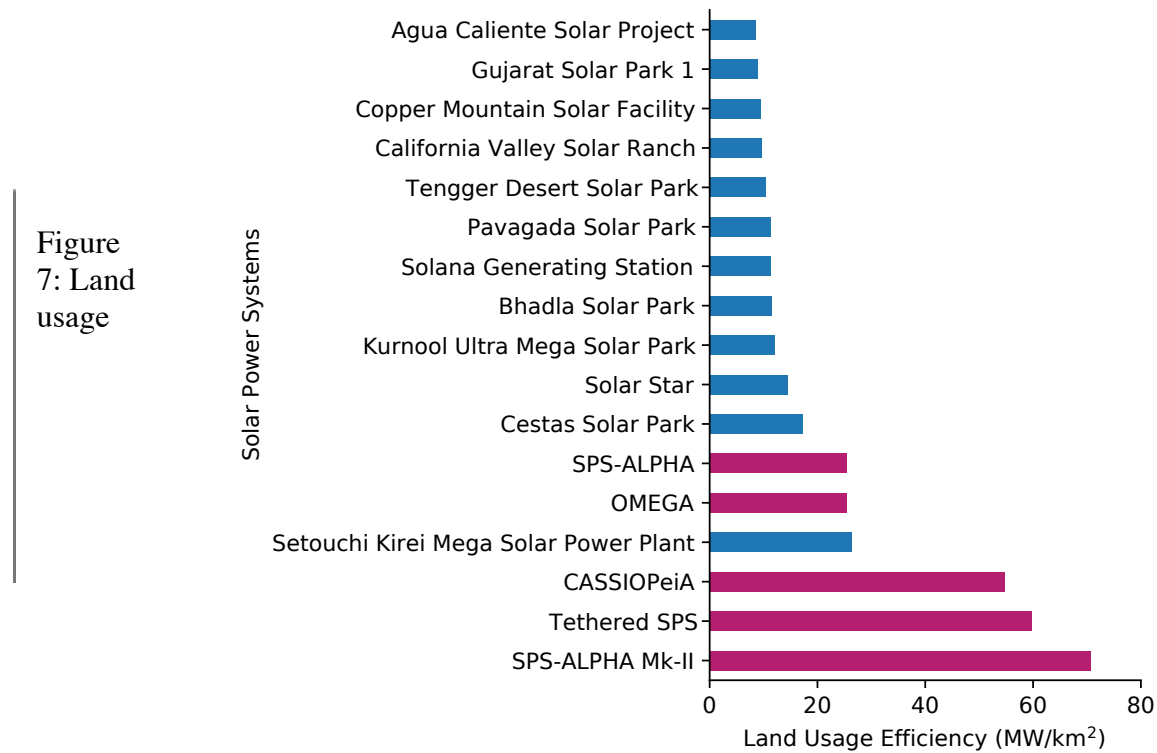 Figure
7: Land
usage
Solar Power Systems
Agua Caliente Solar Project
Gujarat Solar Park 1
Copper Mountain Solar Facility
California Valley Solar Ranch
Tengger Desert Solar Park
Pavagada Solar Park
Solana Generating Station
Bhadla Solar Park
Kurnool Ultra Mega Solar Park
Solar Star
Cestas Solar Park
SPS-ALPHA
OMEGA
Setouchi Kirei Mega Solar Power Plant
CASSIOPeiA
Tethered SPS
SPS-ALPHA Mk-II
0 20 40 60 80
Land Usage Efficiency (MW/km²)